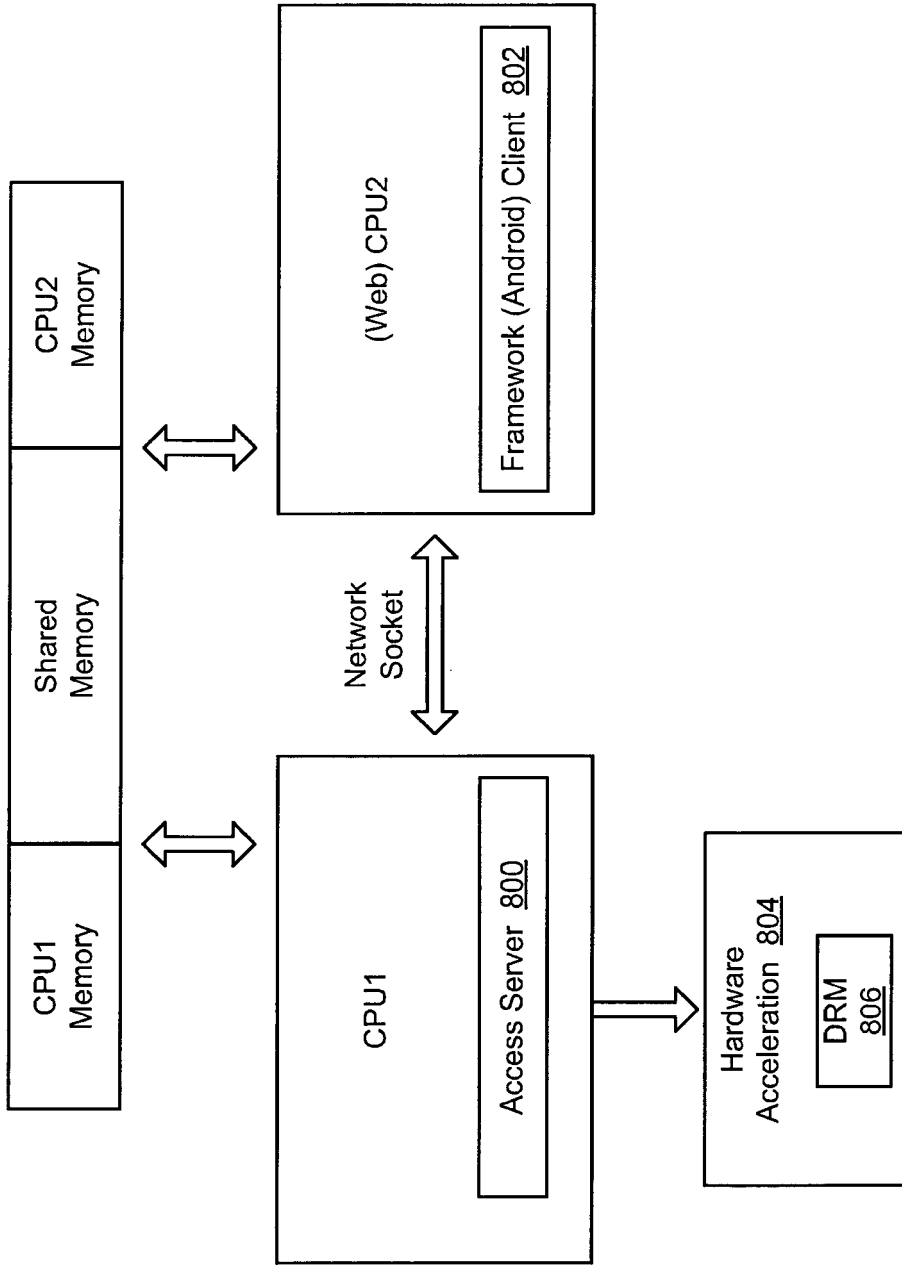 CPU1
Memory
Shared
Memory
CPU2
Memory
CPU1
Access Server 800
Network
Socket
(Web) CPU2
Framework (Android) Client 802
Hardware
Acceleration 804
DRM
806